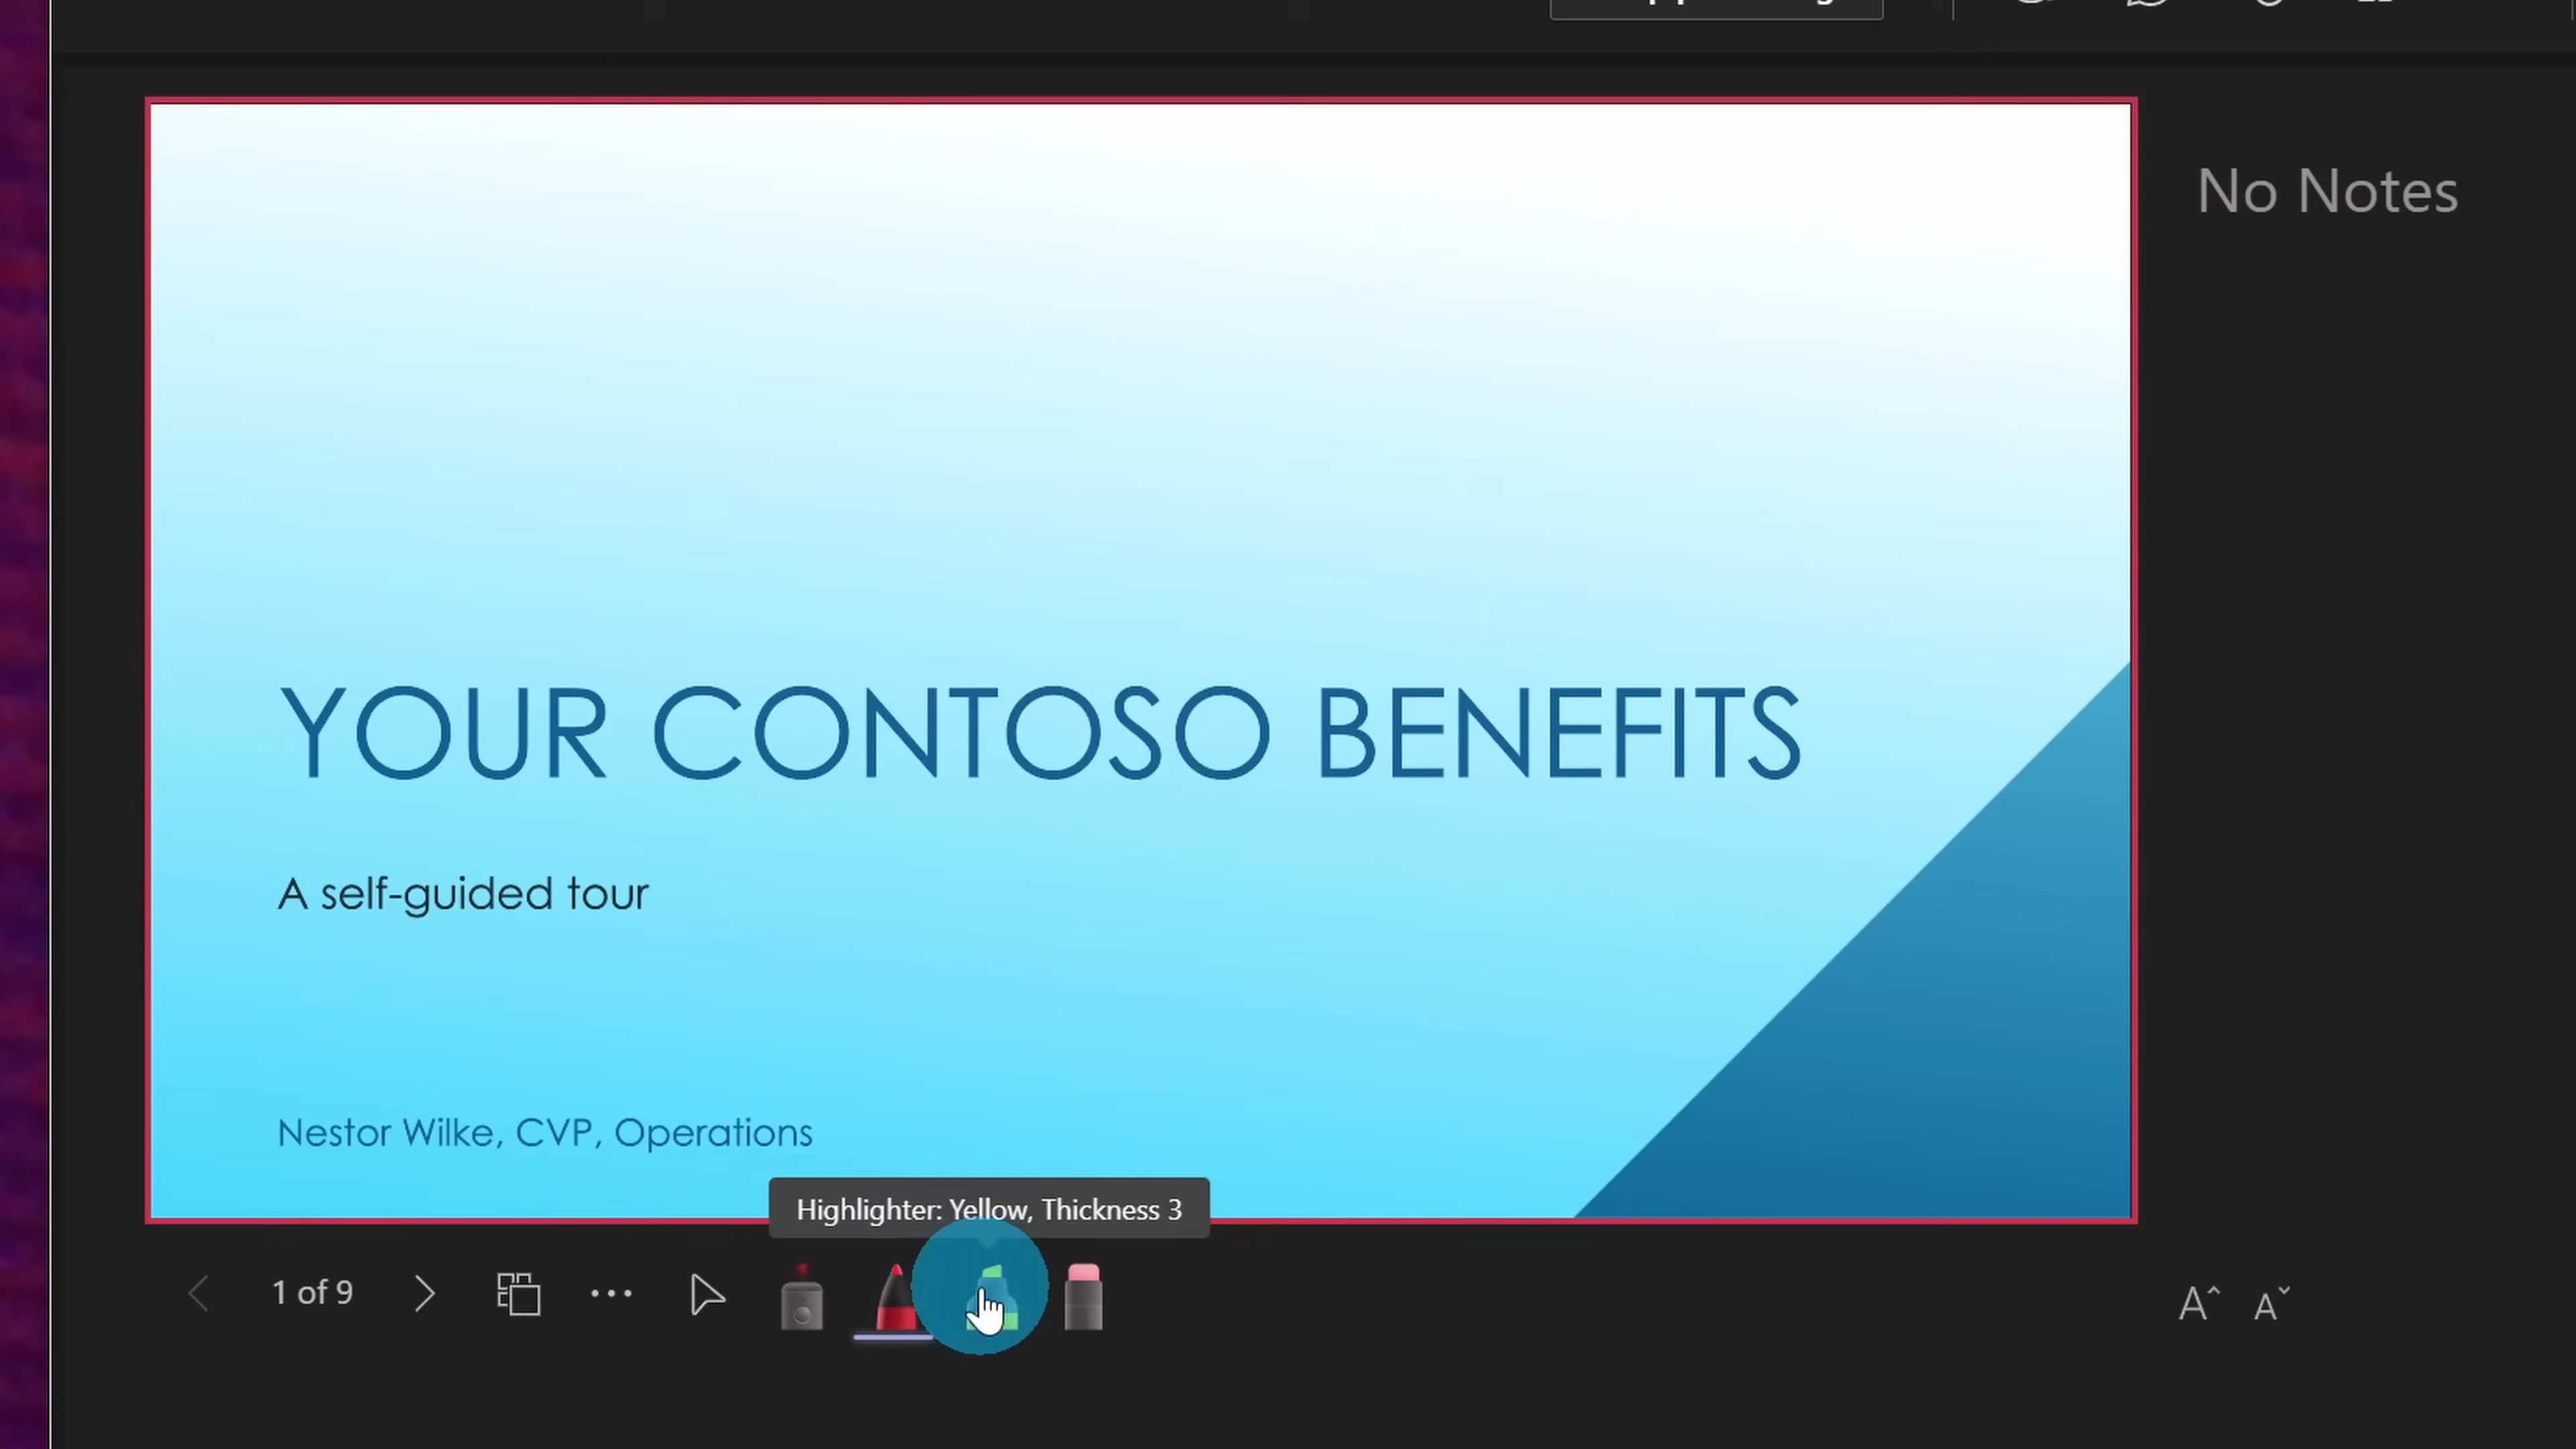 No Notes
YOUR CONTOSO BENEFITS
A self-guided tour
Nestor Wilke, CVP, Operations
Highlighter: Yellow, Thickness 3
1 of 9